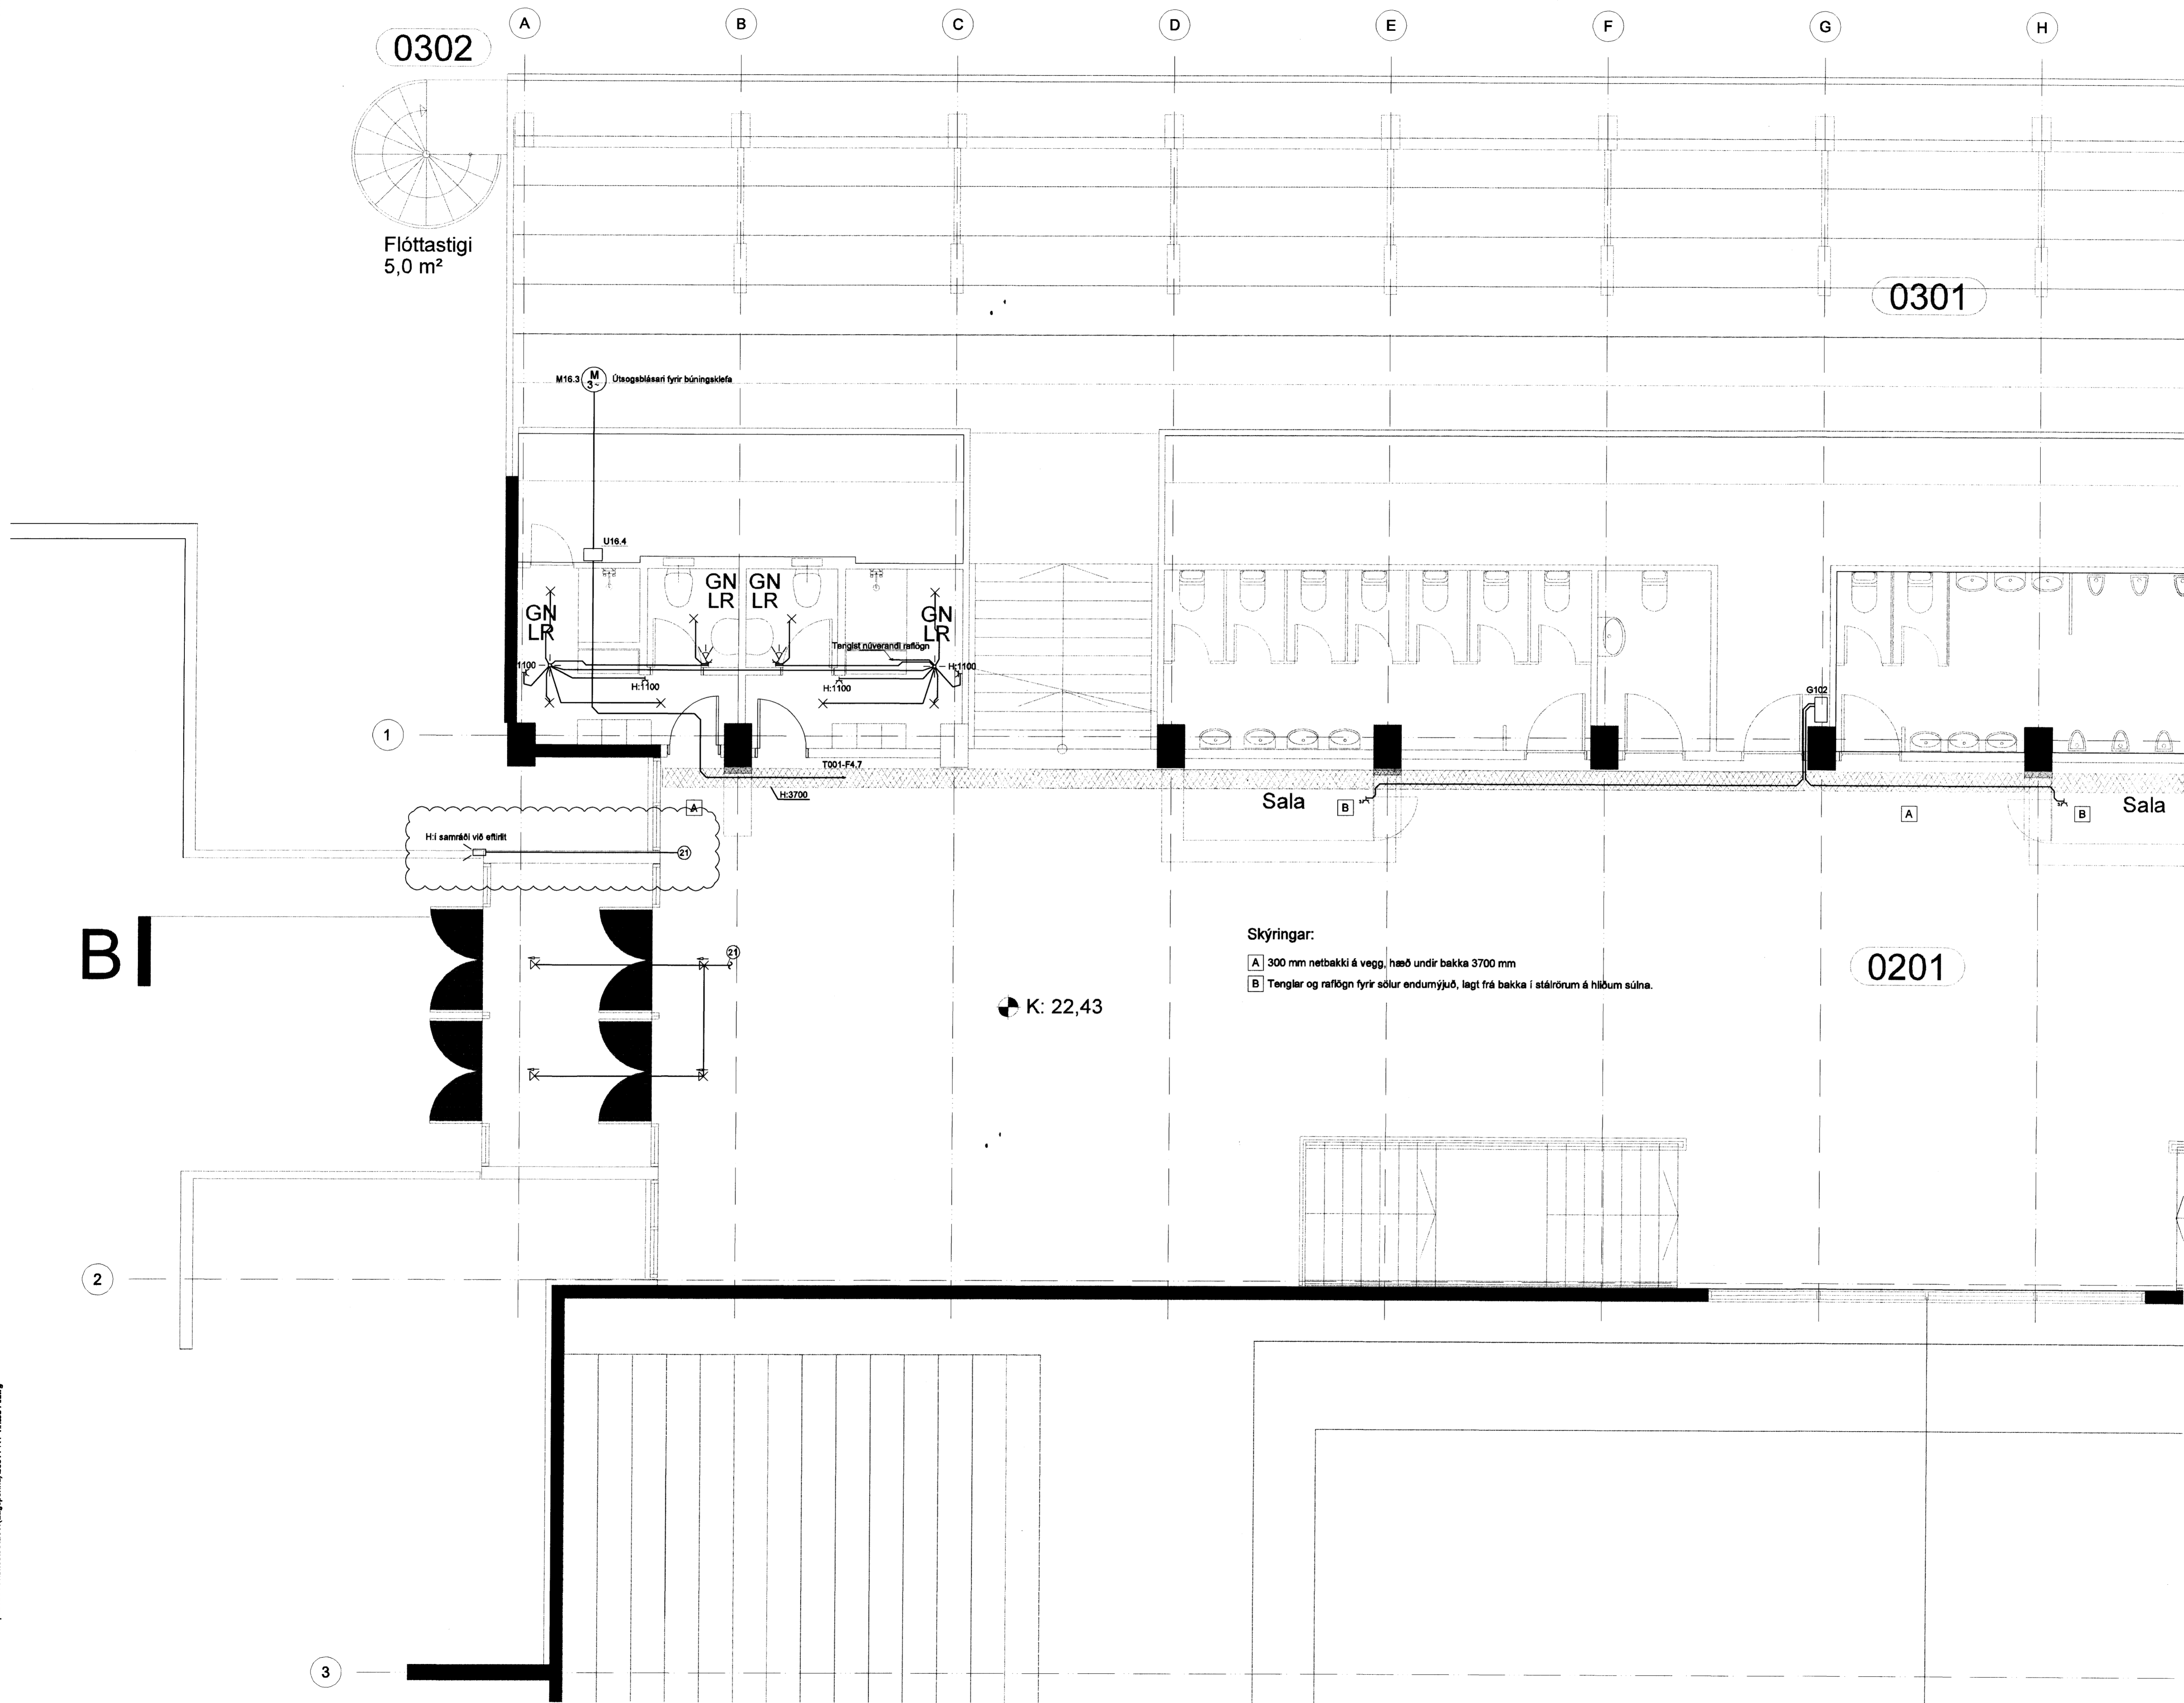 A
B
C
D
E
F
G
H
0302
Flóttastigi
5,0 m²
0301
M16.3
M
3~
Útsogsblásari fyrir búningsklefa
U16.4
GN
LR
GN
LR
GN
LR
GN
LR
Tengist núverandi raflögn
1100
H:1100
H:1100
H:1100
G102
1
T001-F4.7
H:3700
A
Sala
B
A
B
Sala
H:í samráði við eftirlit
21
B
21
Skýringar:
A 300 mm netbakki á vegg, hæð undir bakka 3700 mm
B Tenglar og raflögn fyrir sölur endurnýjuð, lagt frá bakka í stálrörum á hliðum súlna.
0201
K: 22,43
2
3